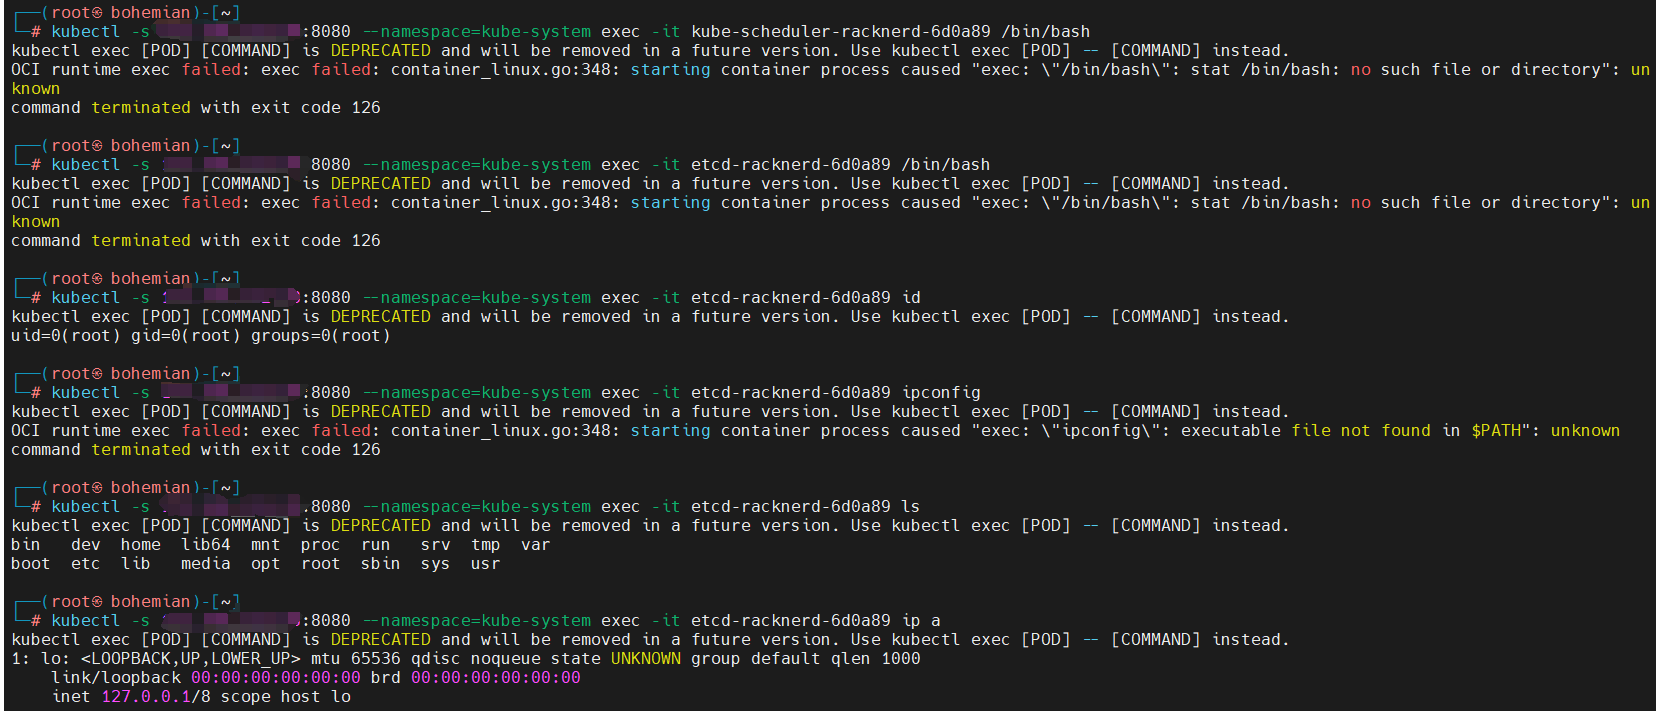 (root㉿ bohemian)-[~]
# kubectl -s :8080 --namespace=kube-system exec -it kube-scheduler-racknerd-6d0a89 /bin/bash
kubectl exec [POD] [COMMAND] is DEPRECATED and will be removed in a future version. Use kubectl exec [POD] -- [COMMAND] instead.
OCI runtime exec failed: exec failed: container_linux.go:348: starting container process caused "exec: \"/bin/bash\": stat /bin/bash: no such file or directory": un
known
command terminated with exit code 126
(root㉿ bohemian)-[~]
# kubectl -s 8080 --namespace=kube-system exec -it etcd-racknerd-6d0a89 /bin/bash
kubectl exec [POD] [COMMAND] is DEPRECATED and will be removed in a future version. Use kubectl exec [POD] -- [COMMAND] instead.
OCI runtime exec failed: exec failed: container_linux.go:348: starting container process caused "exec: \"/bin/bash\": stat /bin/bash: no such file or directory": un
known
command terminated with exit code 126
(root㉿ bohemian)-[~]
# kubectl -s :8080 --namespace=kube-system exec -it etcd-racknerd-6d0a89 id
kubectl exec [POD] [COMMAND] is DEPRECATED and will be removed in a future version. Use kubectl exec [POD] -- [COMMAND] instead.
uid=0(root) gid=0(root) groups=0(root)
(root㉿ bohemian)-[~]
# kubectl -s :8080 --namespace=kube-system exec -it etcd-racknerd-6d0a89 ipconfig
kubectl exec [POD] [COMMAND] is DEPRECATED and will be removed in a future version. Use kubectl exec [POD] -- [COMMAND] instead.
OCI runtime exec failed: exec failed: container_linux.go:348: starting container process caused "exec: \"ipconfig\": executable file not found in $PATH": unknown
command terminated with exit code 126
(root㉿ bohemian)-[~]
# kubectl -s 8080 --namespace=kube-system exec -it etcd-racknerd-6d0a89 ls
kubectl exec [POD] [COMMAND] is DEPRECATED and will be removed in a future version. Use kubectl exec [POD] -- [COMMAND] instead.
bin dev home lib64 mnt proc run srv tmp var
boot etc lib media opt root sbin sys usr
(root㉿ bohemian)-[~]
# kubectl -s :8080 --namespace=kube-system exec -it etcd-racknerd-6d0a89 ip a
kubectl exec [POD] [COMMAND] is DEPRECATED and will be removed in a future version. Use kubectl exec [POD] -- [COMMAND] instead.
1: lo: <LOOPBACK,UP,LOWER_UP> mtu 65536 qdisc noqueue state UNKNOWN group default qlen 1000
link/loopback 00:00:00:00:00:00 brd 00:00:00:00:00:00
inet 127.0.0.1/8 scope host lo